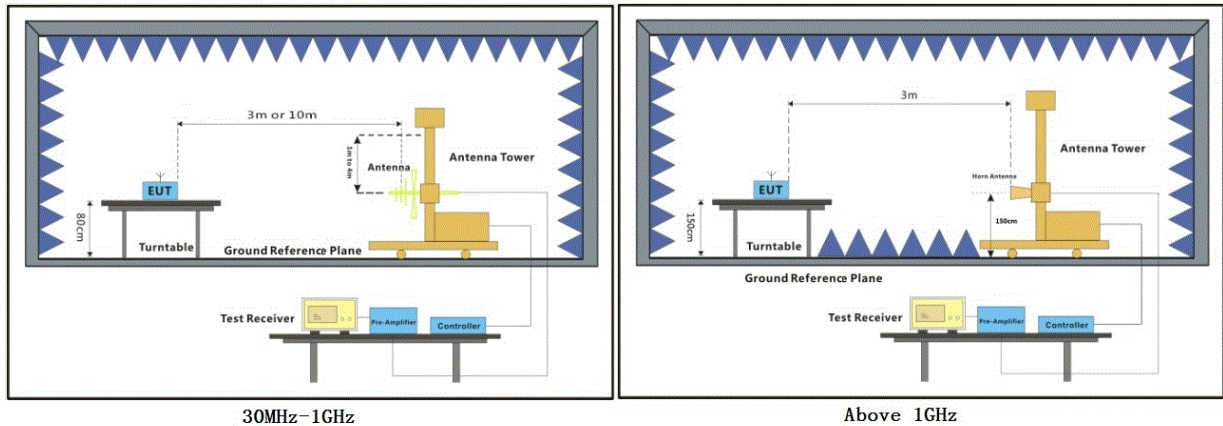 3m or 10m
1m to 4m
Antenna
Antenna Tower
EUT
80cm
Turntable
Ground Reference Plane
Test Receiver
Pre-Amplifier
Controller
30MHz-1GHz
3m
Antenna Tower
Horn Antenna
EUT
150cm
150cm
Turntable
Ground Reference Plane
Test Receiver
Pre-Amplifier
Controller
Above 1GHz